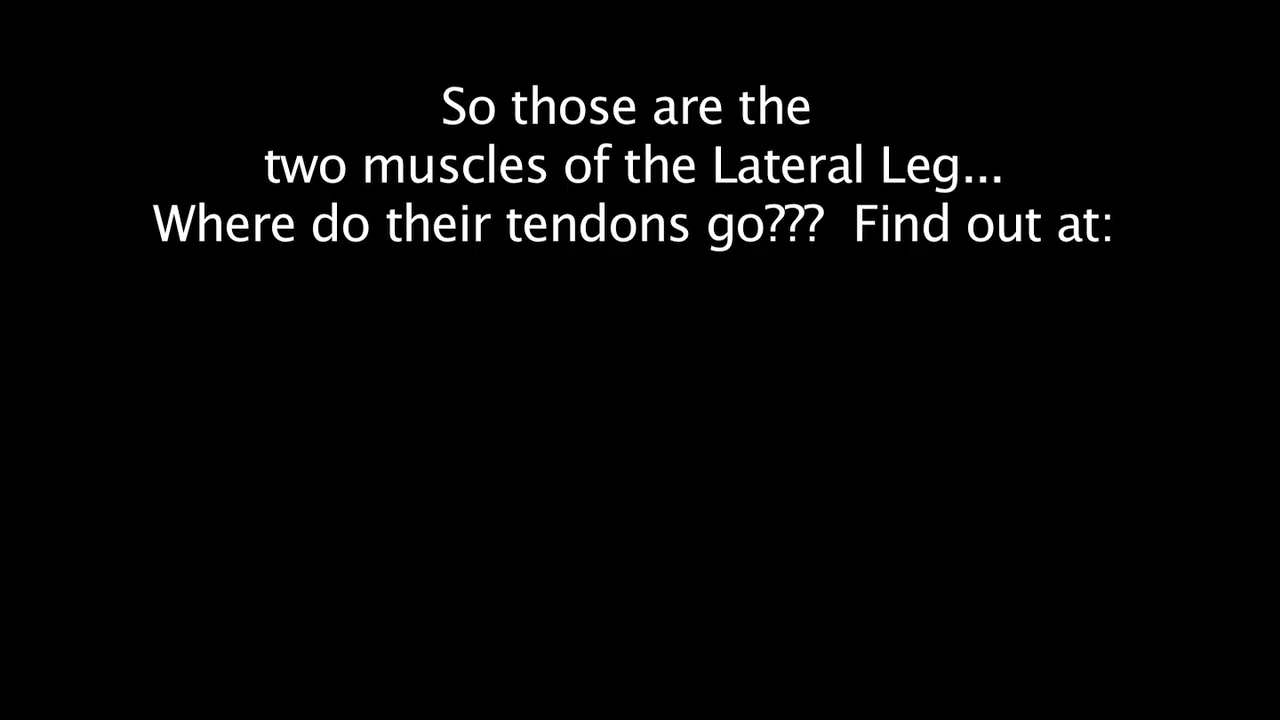 So those are the
two muscles of the Lateral Leg...
Where do their tendons go???  Find out at: